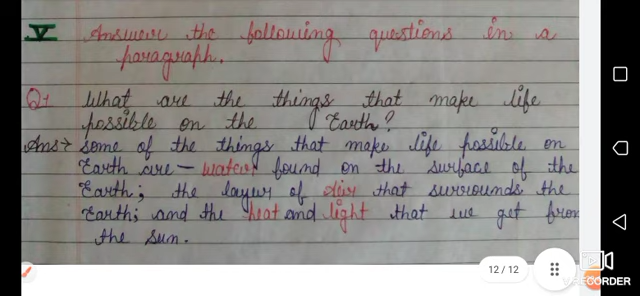 V Answer the following questions in a
paragraph.
Q1 What are the things that make life
possible on the Earth?
Ans→ Some of the things that make life possible on
Earth are — water found on the surface of the
Earth; the layer of air that surrounds the
Earth; and the heat and light that we get from
the sun.
12 / 12
RECORDER